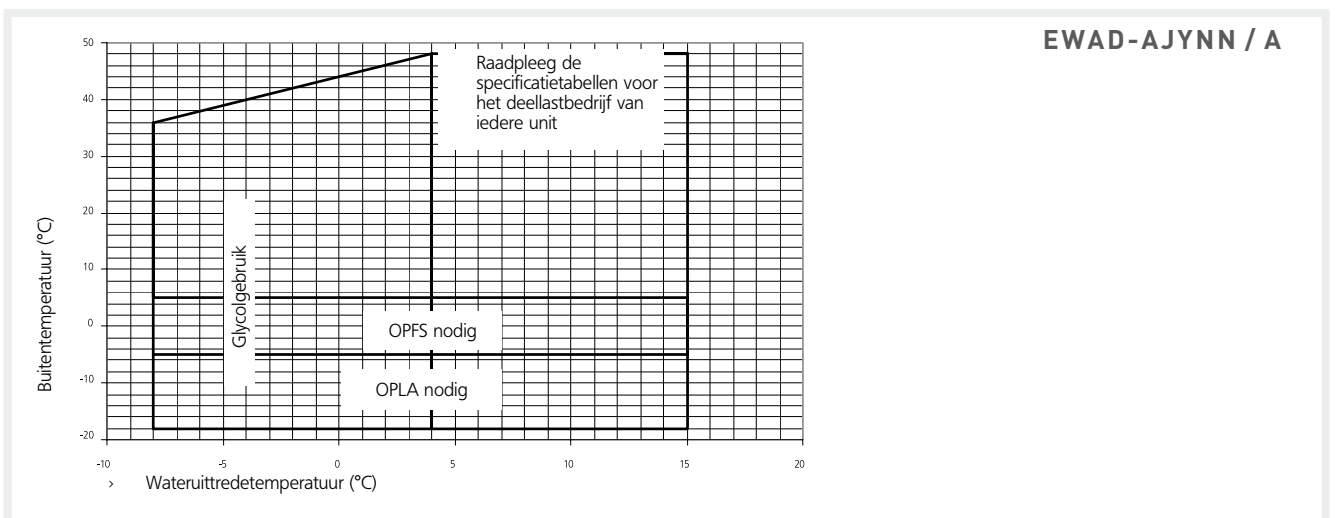 EWAD-AJYNN / A
50
40
30
20
10
0
-10
-20
Buitentemperatuur (°C)
Raadpleeg de
specificatietabellen voor
het deellastbedrijf van
iedere unit
Glycolgebruik
OPFS nodig
OPLA nodig
-10
-5
0
5
10
15
20
› Wateruittredetemperatuur (°C)